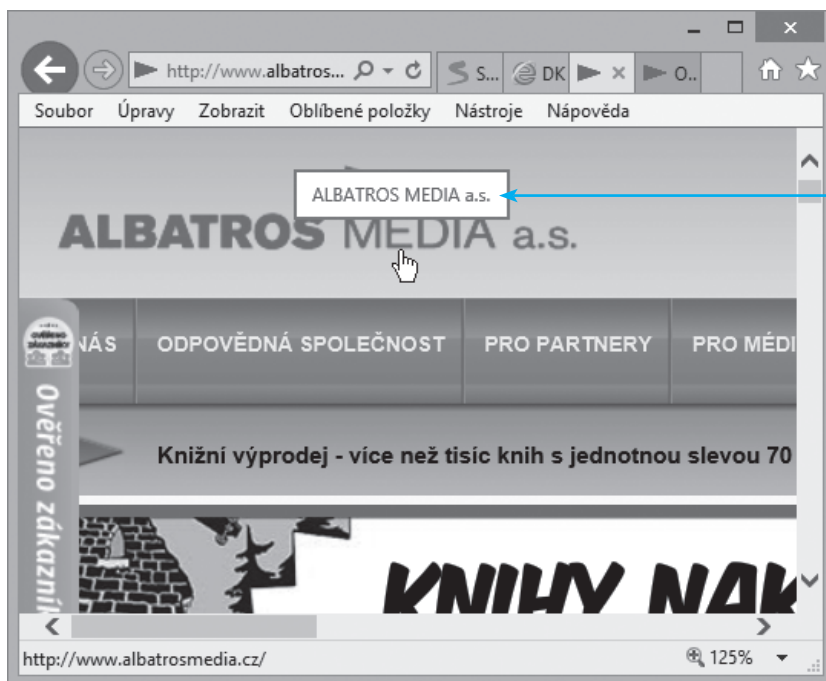 http://www.albatros... S... DK O..
Soubor Úpravy Zobrazit Oblíbené položky Nástroje Nápověda
ALBATROS MEDIA a.s.
ALBATROS MEDIA a.s.
NÁS ODPOVĚDNÁ SPOLEČNOST PRO PARTNERY PRO MÉDI
Ověřeno zákazník
Knižní výprodej - více než tisíc knih s jednotnou slevou 70
KNIHY NAK
http://www.albatrosmedia.cz/ 125%